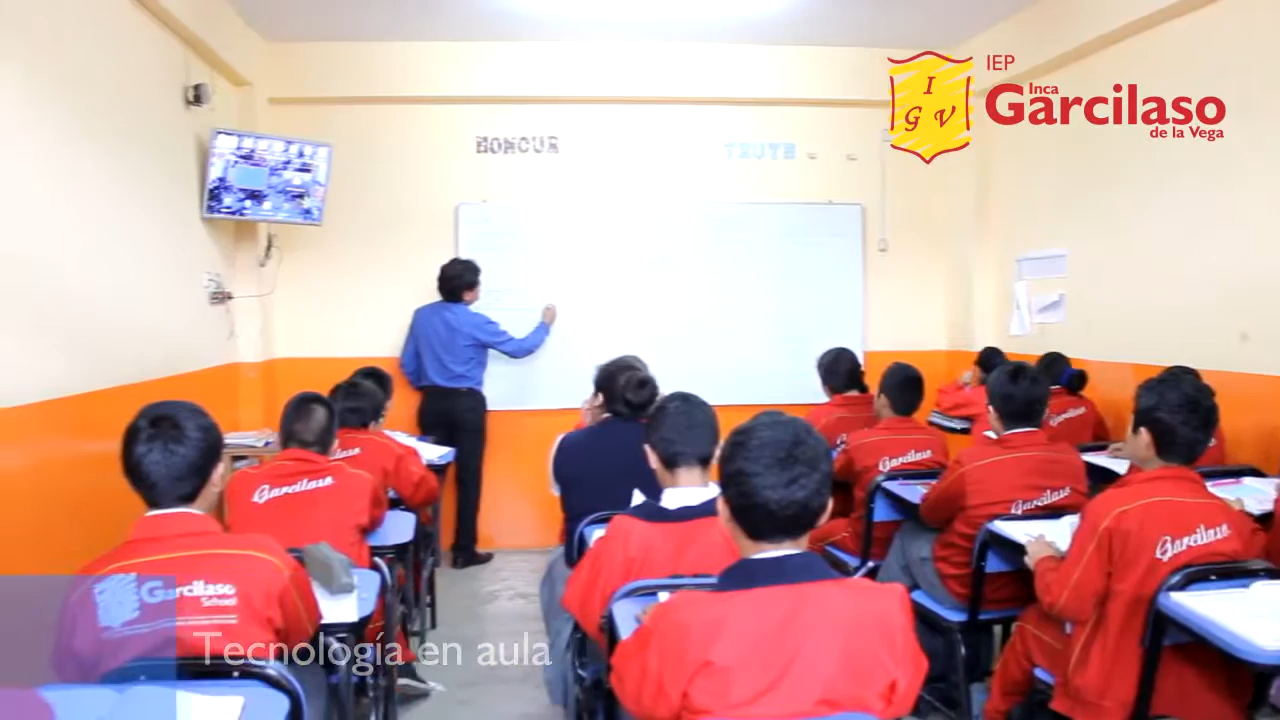 IEP
Inca
Garcilaso
de la Vega
I
G V
HONOUR
TRUTH
Garcilaso
Garcilaso
Garcilaso
Garcilaso
Garcilaso
Garcilaso
Garcilaso
School
Tecnología en aula